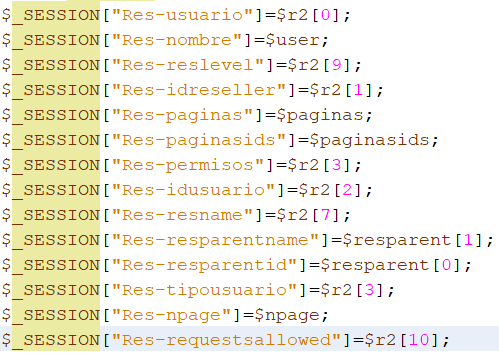 $_SESSION["Res-usuario"]=$r2[0];
$_SESSION["Res-nombre"]=$user;
$_SESSION["Res-reslevel"]=$r2[9];
$_SESSION["Res-idreseller"]=$r2[1];
$_SESSION["Res-paginas"]=$paginas;
$_SESSION["Res-paginasids"]=$paginasids;
$_SESSION["Res-permisos"]=$r2[3];
$_SESSION["Res-idusuario"]=$r2[2];
$_SESSION["Res-resname"]=$r2[7];
$_SESSION["Res-resparentname"]=$resparent[1];
$_SESSION["Res-resparentid"]=$resparent[0];
$_SESSION["Res-tipousuario"]=$r2[3];
$_SESSION["Res-npage"]=$npage;
$_SESSION["Res-requestsallowed"]=$r2[10];